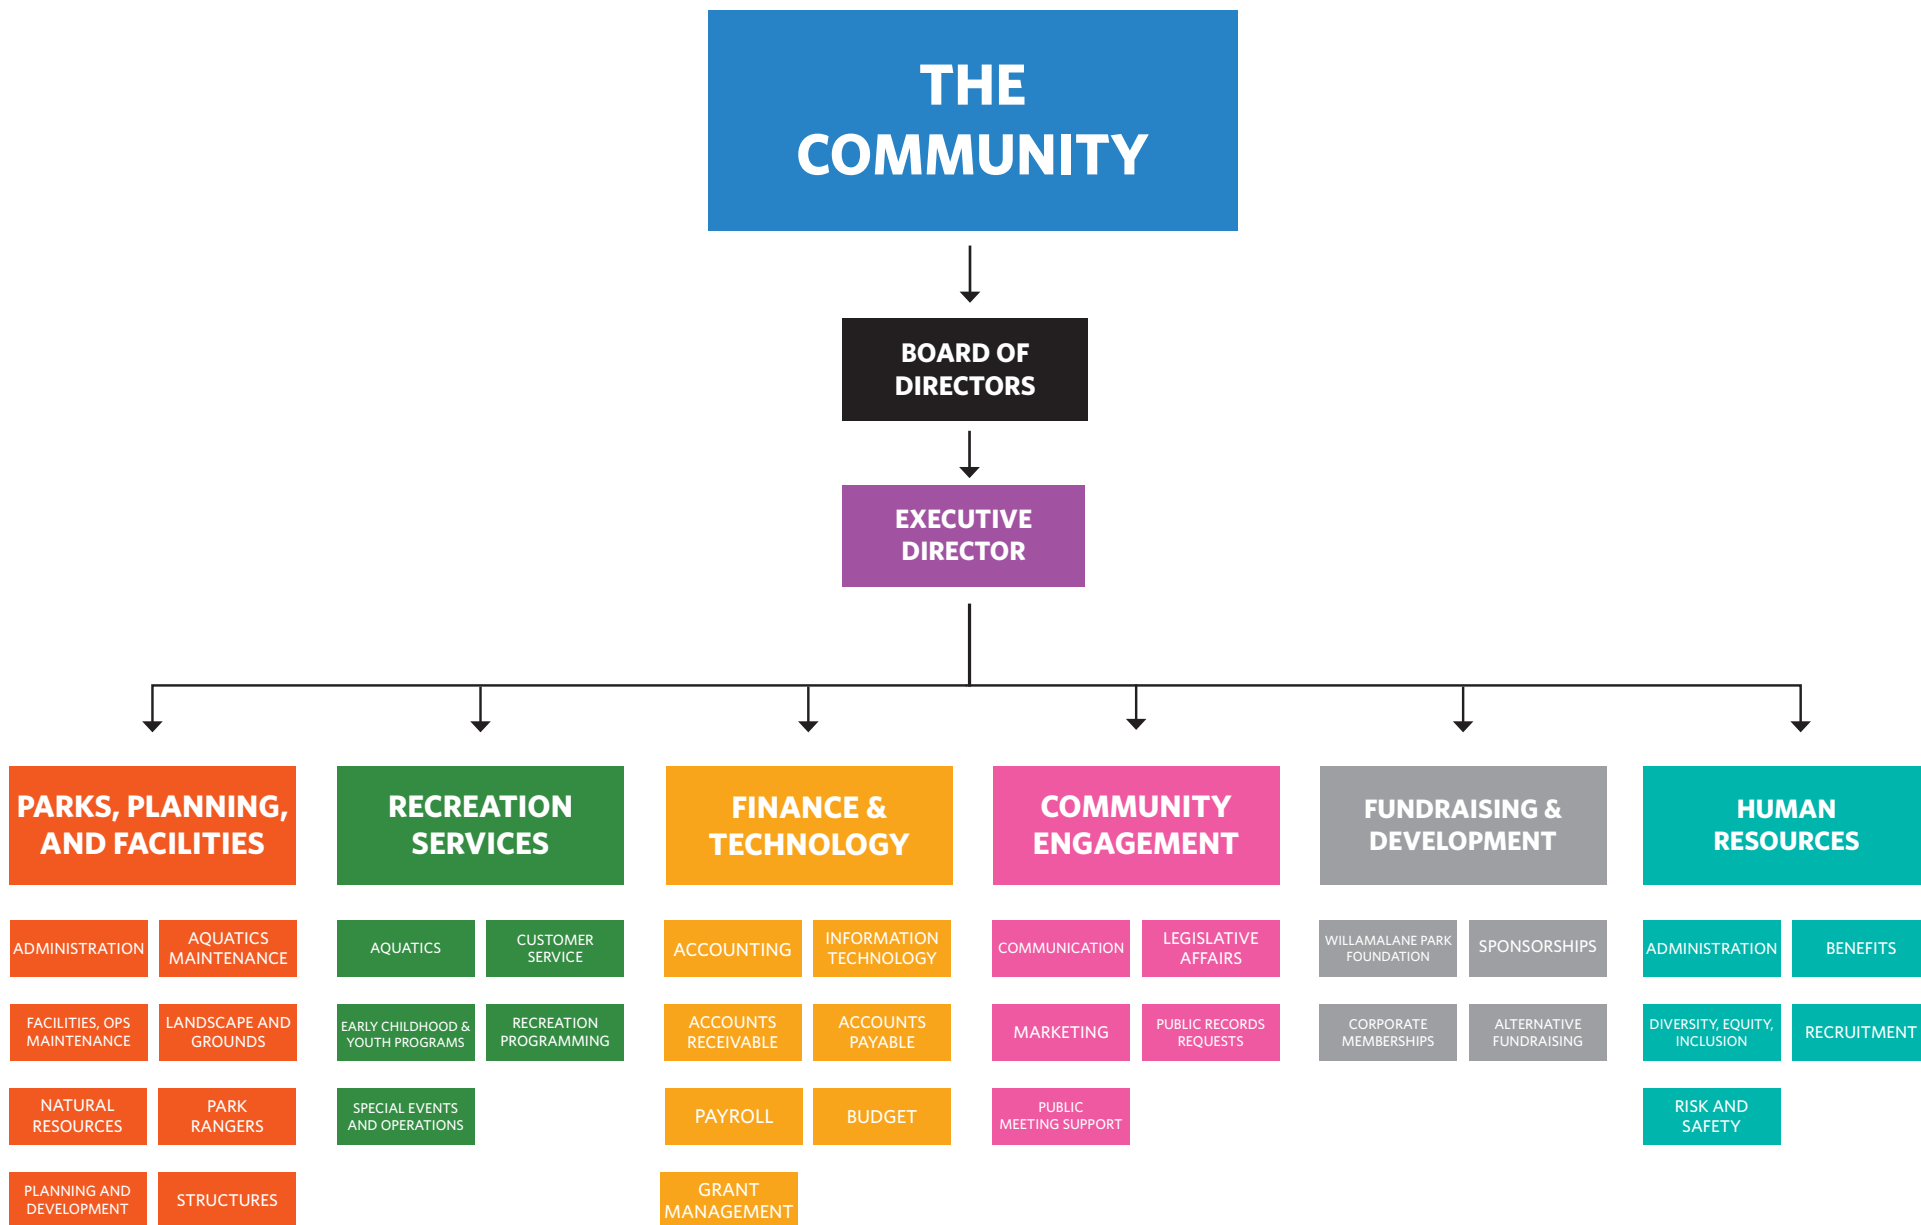 THE
COMMUNITY
BOARD OF
DIRECTORS
EXECUTIVE
DIRECTOR
PARKS, PLANNING,
AND FACILITIES
ADMINISTRATION
AQUATICS
MAINTENANCE
FACILITIES, OPS
MAINTENANCE
LANDSCAPE AND
GROUNDS
NATURAL
RESOURCES
PARK
RANGERS
PLANNING AND
DEVELOPMENT
STRUCTURES
RECREATION
SERVICES
AQUATICS
CUSTOMER
SERVICE
EARLY CHILDHOOD &
YOUTH PROGRAMS
RECREATION
PROGRAMMING
SPECIAL EVENTS
AND OPERATIONS
FINANCE &
TECHNOLOGY
ACCOUNTING
INFORMATION
TECHNOLOGY
ACCOUNTS
RECEIVABLE
ACCOUNTS
PAYABLE
PAYROLL
BUDGET
GRANT
MANAGEMENT
COMMUNITY
ENGAGEMENT
COMMUNICATION
LEGISLATIVE
AFFAIRS
MARKETING
PUBLIC RECORDS
REQUESTS
PUBLIC
MEETING SUPPORT
FUNDRAISING &
DEVELOPMENT
WILLAMALANE PARK
FOUNDATION
SPONSORSHIPS
CORPORATE
MEMBERSHIPS
ALTERNATIVE
FUNDRAISING
HUMAN
RESOURCES
ADMINISTRATION
BENEFITS
DIVERSITY, EQUITY,
INCLUSION
RECRUITMENT
RISK AND
SAFETY